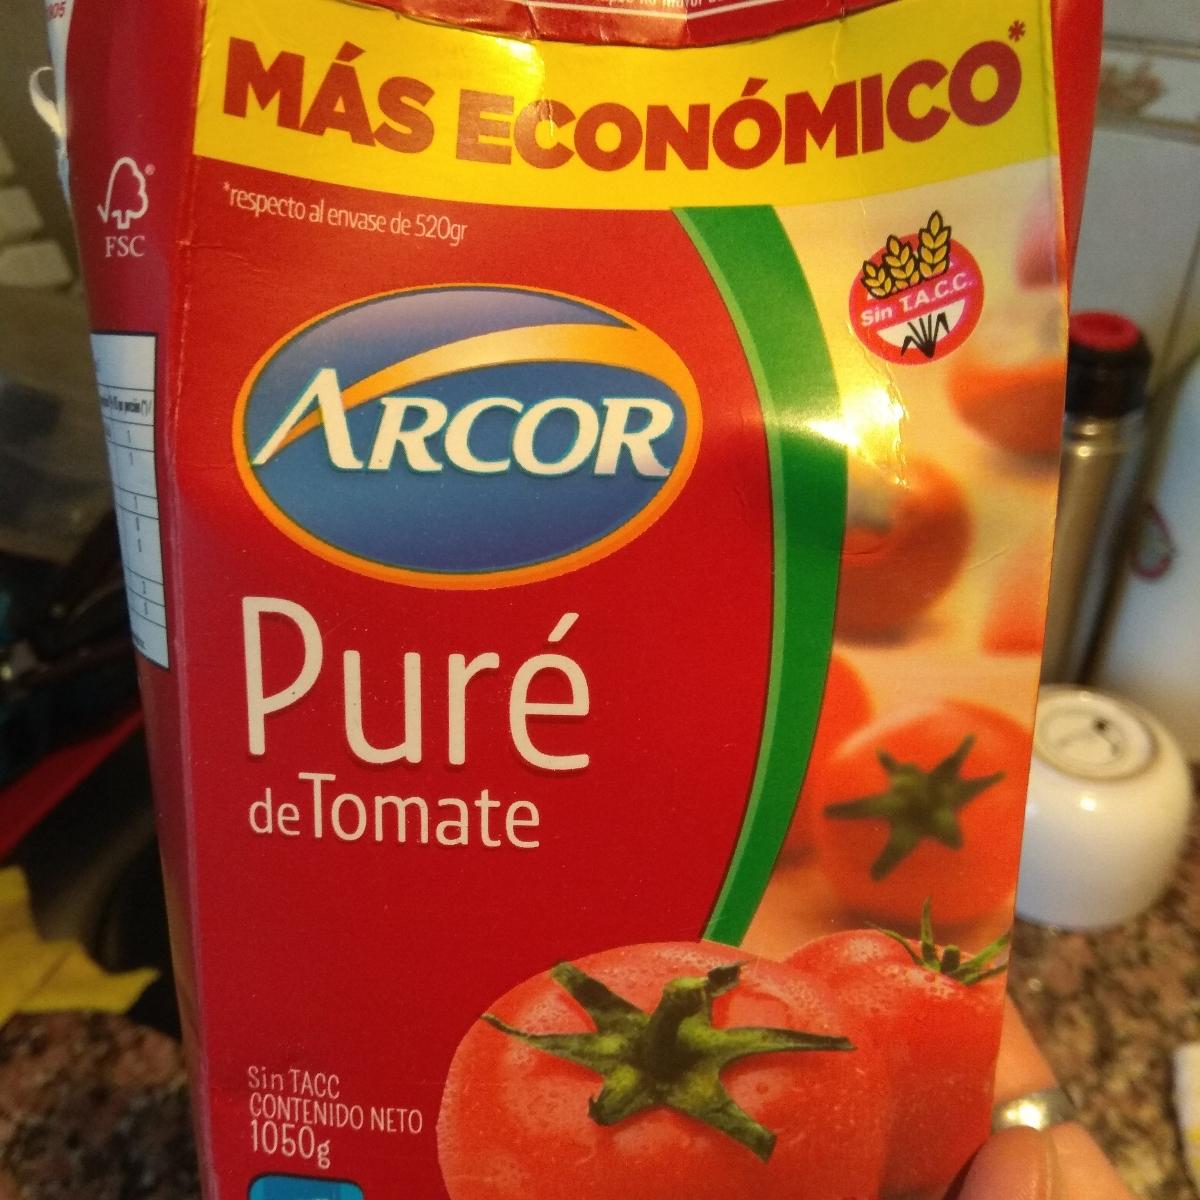 MÁS ECONÓMICO*
*respecto al envase de 520gr
FSC
Sin T.A.C.C.
ARCOR
Puré
de Tomate
Sin TACC
CONTENIDO NETO
1050g